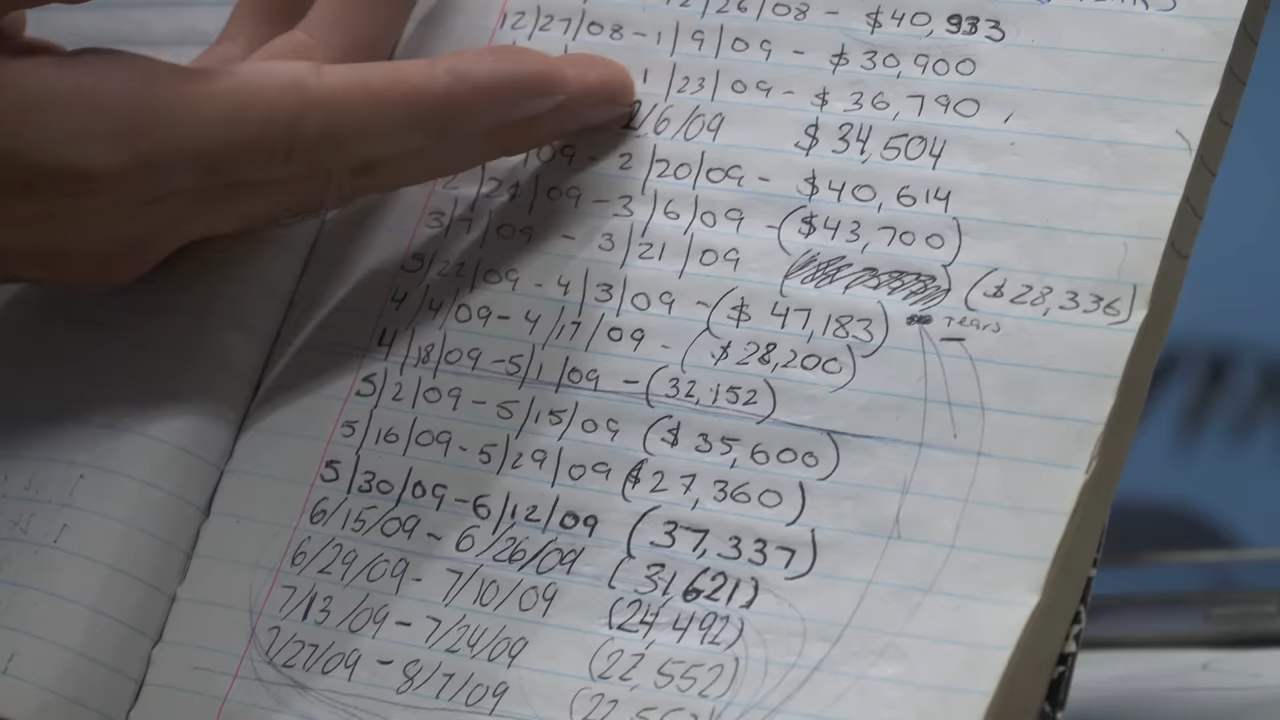 12/26/08 - $40,933
12/27/08 - 1/9/09 - $30,900
1/23/09 - $36,790
2/6/09 $34,504
/09 - 2/20/09 - $40,614
2/21/09 - 3/6/09 - ($43,700)
3/7/09 - 3/21/09 ($28,336)
3/22/09 - 4/3/09 - ($47,183) Tears
4/4/09 - 4/17/09 - ($28,200)
4/18/09 - 5/1/09 - (32,152)
5/2/09 - 5/15/09 ($35,600)
5/16/09 - 5/29/09 ($27,360)
5/30/09 - 6/12/09 (37,337)
6/15/09 - 6/26/09 (31,621)
6/29/09 - 7/10/09 (24,492)
7/13/09 - 7/24/09 (22,552)
7/27/09 - 8/7/09